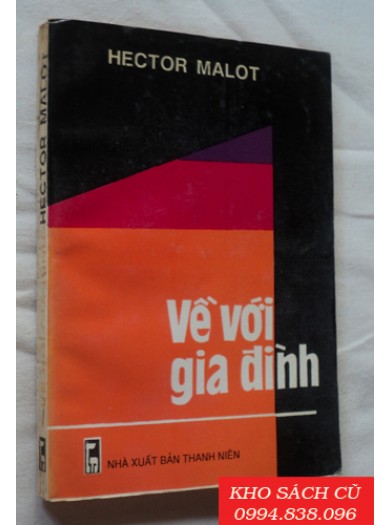 HECTOR MALOT
HECTOR MALOT
Về với
gia đình
NHÀ XUẤT BẢN THANH NIÊN
KHO SÁCH CŨ
0994.838.096